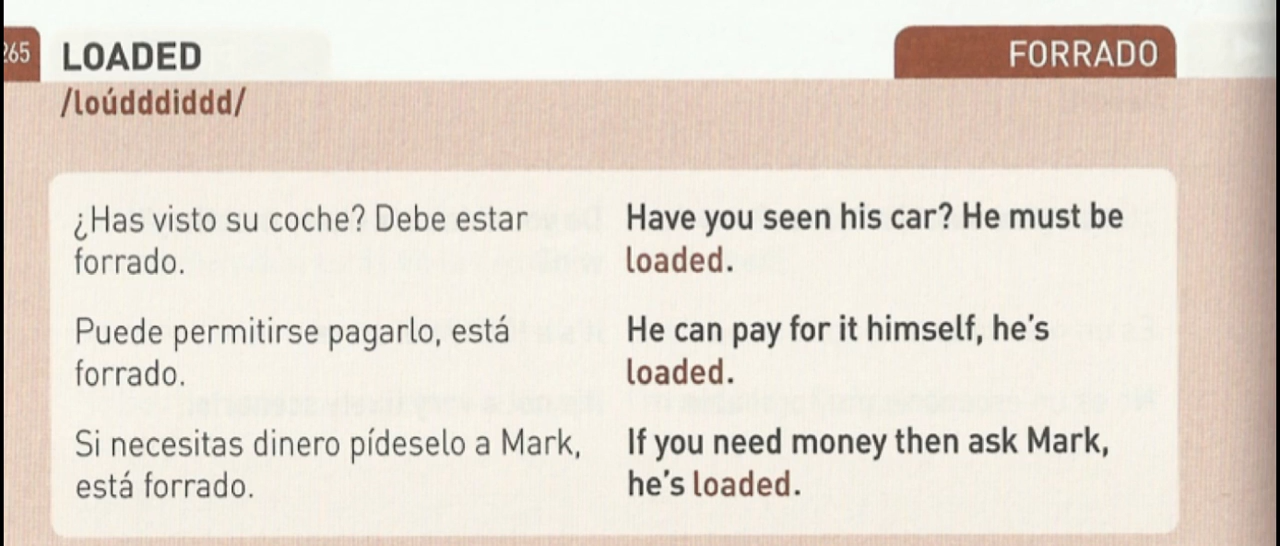 265 LOADED FORRADO
/loúdddiddd/
¿Has visto su coche? Debe estar
forrado.
Have you seen his car? He must be
loaded.
Puede permitirse pagarlo, está
forrado.
He can pay for it himself, he's
loaded.
Si necesitas dinero pídeselo a Mark,
está forrado.
If you need money then ask Mark,
he's loaded.